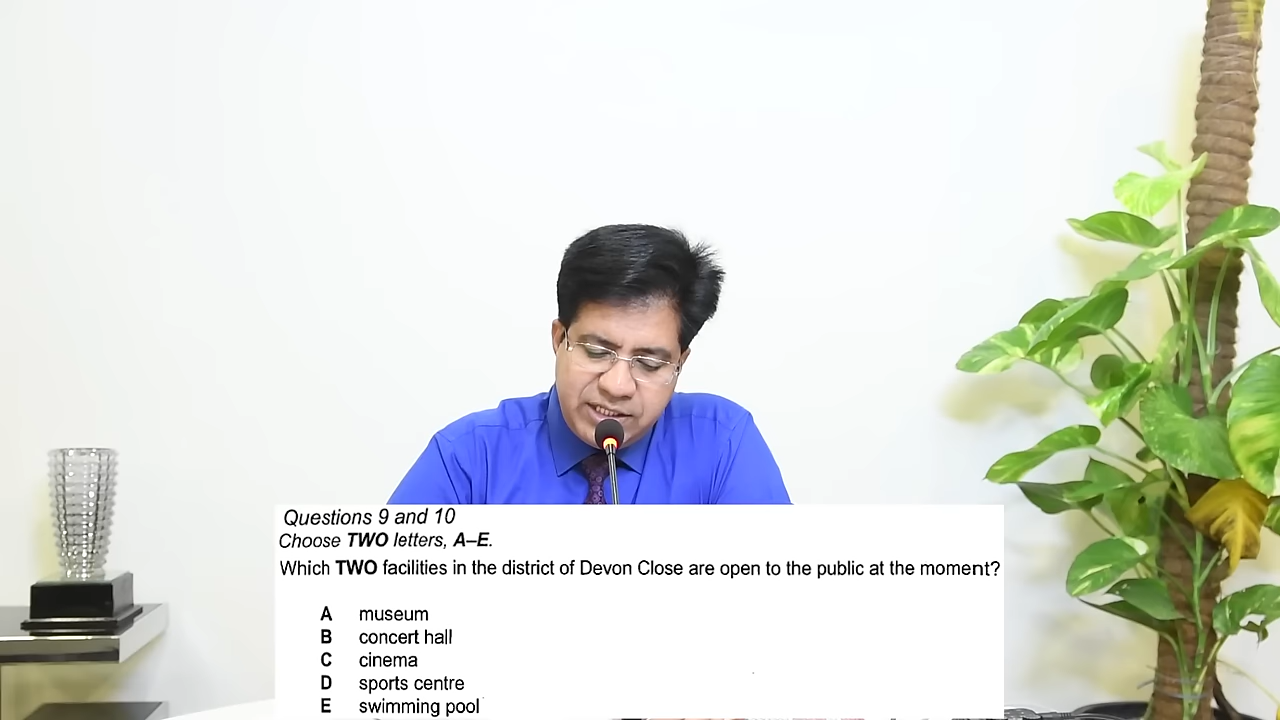 Questions 9 and 10
Choose TWO letters, A–E.
Which TWO facilities in the district of Devon Close are open to the public at the moment?
A museum
B concert hall
C cinema
D sports centre
E swimming pool